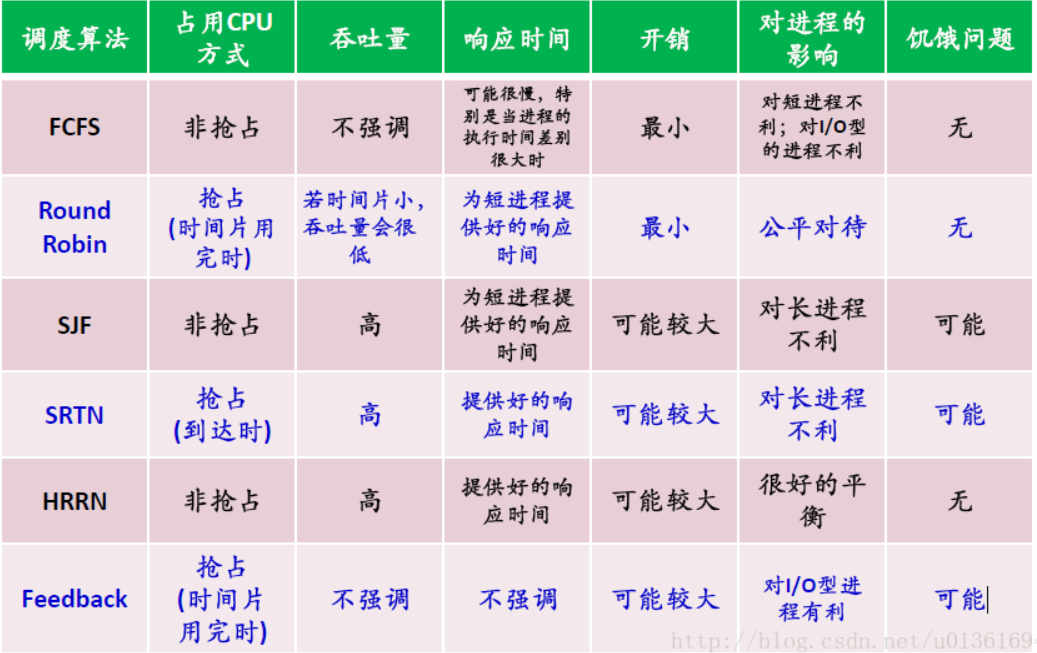 调度算法
占用CPU
方式
吞吐量
响应时间
开销
对进程的
影响
饥饿问题
FCFS
非抢占
不强调
可能很慢，特
别是当进程的
执行时间差别
很大时
最小
对短进程不
利；对I/O型
的进程不利
无
Round
Robin
抢占
(时间片用
完时)
若时间片小，
吞吐量会很
低
为短进程提
供好的响应
时间
最小
公平对待
无
SJF
非抢占
高
为短进程提
供好的响应
时间
可能较大
对长进程
不利
可能
SRTN
抢占
(到达时)
高
提供好的响
应时间
可能较大
对长进程
不利
可能
HRRN
非抢占
高
提供好的响
应时间
可能较大
很好的平
衡
无
Feedback
抢占
(时间片
用完时)
不强调
不强调
可能较大
对I/O型进
程有利
可能
http://blog.csdn.net/u01361694